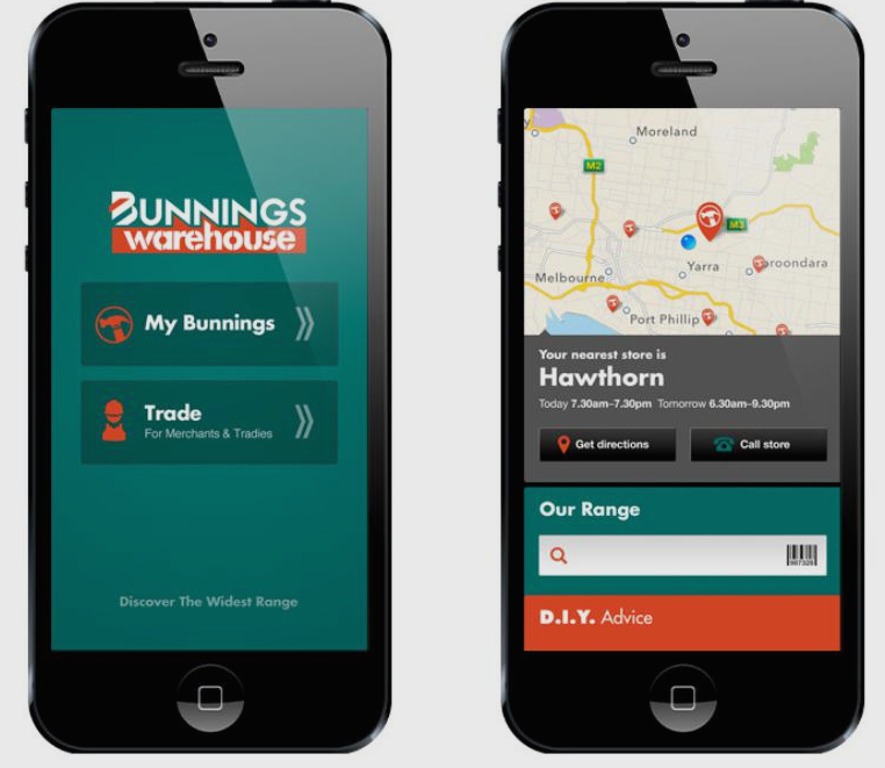 BUNNINGS
warehouse
My Bunnings
Trade
For Merchants & Tradies
Discover The Widest Range
y
Moreland
M2
M3
Yarra
oroondara
Melbourne
Port Phillip
Your nearest store is
Hawthorn
Today 7.30am–7.30pm Tomorrow 6.30am–9.30pm
Get directions
Call store
Our Range
D.I.Y. Advice